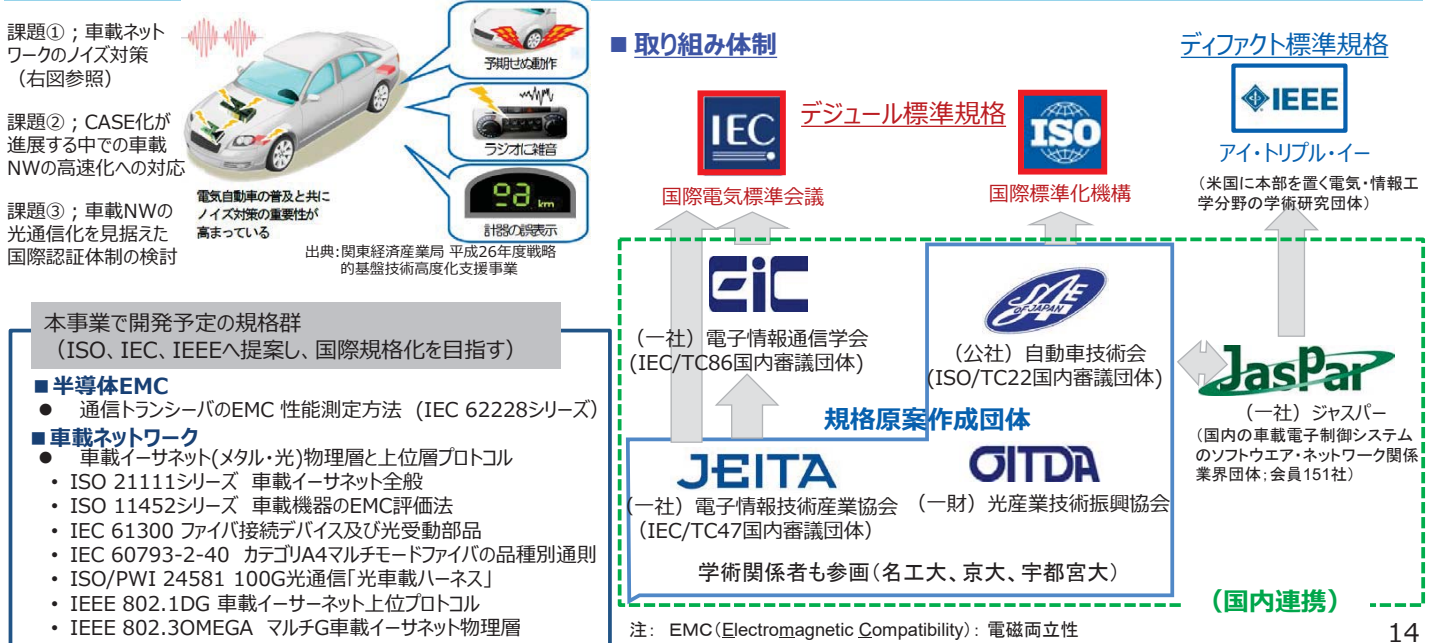 課題①；車載ネット
ワークのノイズ対策
（右図参照）
課題②；CASE化が
進展する中での車載
NWの高速化への対応
課題③；車載NWの
光通信化を見据えた
国際認証体制の検討
予期せぬ動作
ラジオに雑音
km
計器の誤表示
電気自動車の普及と共に
ノイズ対策の重要性が
高まっている
出典：関東経済産業局 平成26年度戦略
的基盤技術高度化支援事業
本事業で開発予定の規格群
（ISO、IEC、IEEEへ提案し、国際規格化を目指す）
■半導体EMC
● 通信トランシーバのEMC 性能測定方法 (IEC 62228シリーズ)
■車載ネットワーク
● 車載イーサネット(メタル・光)物理層と上位層プロトコル
• ISO 21111シリーズ 車載イーサネット全般
• ISO 11452シリーズ 車載機器のEMC評価法
• IEC 61300 ファイバ接続デバイス及び光受動部品
• IEC 60793-2-40 カテゴリA4マルチモードファイバの品種別通則
• ISO/PWI 24581 100G光通信「光車載ハーネス」
• IEEE 802.1DG 車載イーサーネット上位プロトコル
• IEEE 802.3OMEGA マルチG車載イーサネット物理層
■ 取り組み体制
ディファクト標準規格
デジュール標準規格
IEC
ISO
IEEE
国際電気標準会議
国際標準化機構
アイ・トリプル・イー
（米国に本部を置く電気・情報工
学分野の学術研究団体）
EiC
（一社）電子情報通信学会
(IEC/TC86国内審議団体)
SAE
OF JAPAN
（公社）自動車技術会
(ISO/TC22国内審議団体)
JasPar
（一社）ジャスパー
（国内の車載電子制御システム
のソフトウエア・ネットワーク関係
業界団体；会員151社）
規格原案作成団体
JEITA
（一社）電子情報技術産業協会
（IEC/TC47国内審議団体）
OITDA
（一財）光産業技術振興協会
学術関係者も参画（名工大、京大、宇都宮大）
（国内連携）
注： EMC（Electromagnetic Compatibility）：電磁両立性
14